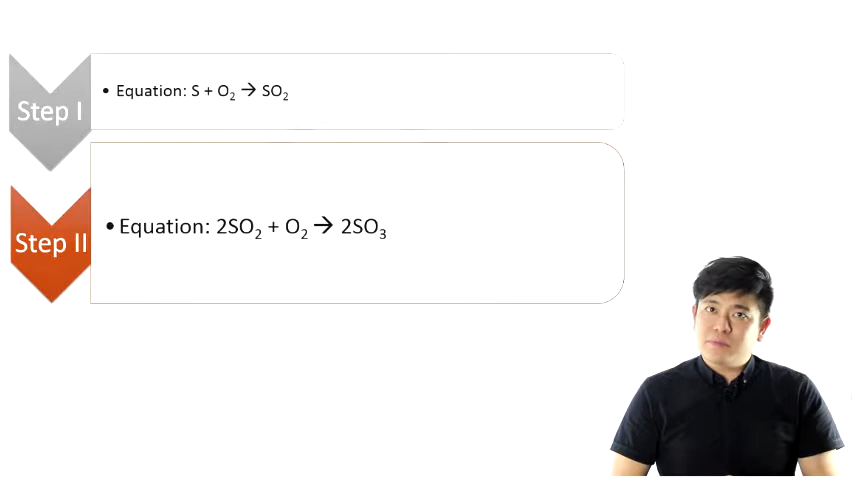 Step I
• Equation: S + O₂ → SO₂
Step II
• Equation: 2SO₂ + O₂ → 2SO₃